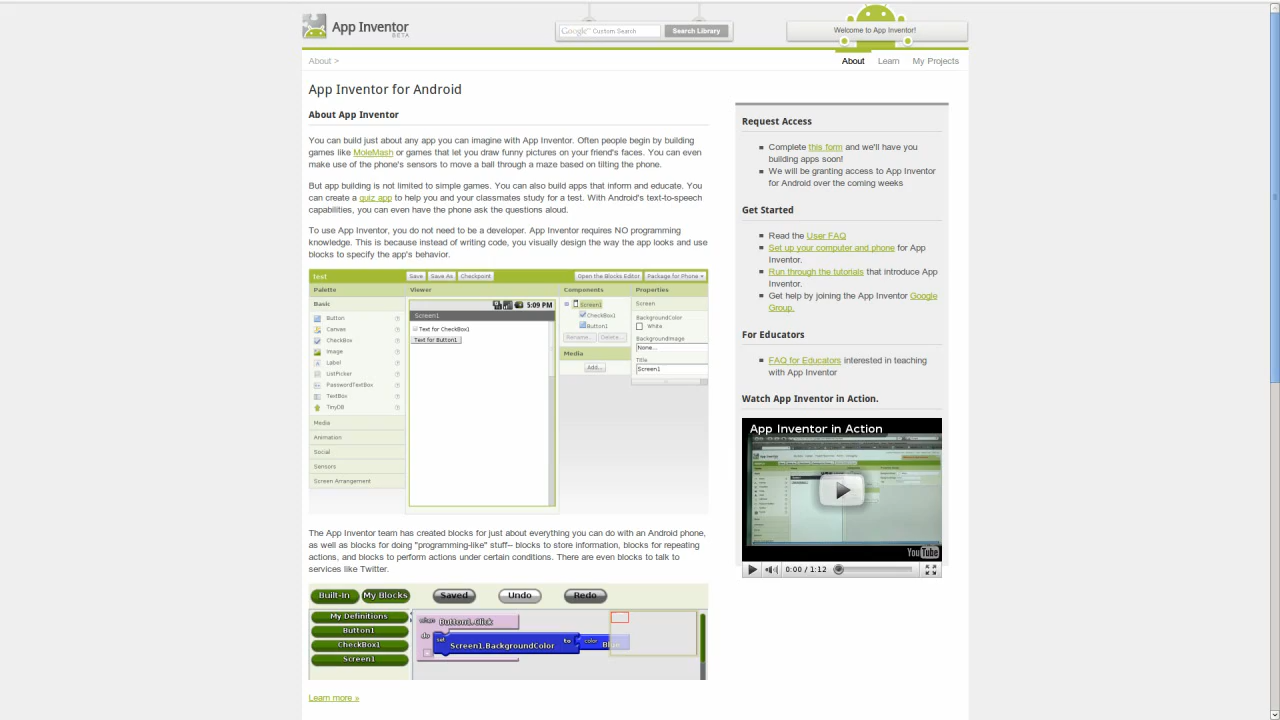 App Inventor
BETA
Google™ Custom Search
Search Library
Welcome to App Inventor!
About >
About Learn My Projects
App Inventor for Android
About App Inventor
You can build just about any app you can imagine with App Inventor. Often people begin by building
games like MoleMash or games that let you draw funny pictures on your friend's faces. You can even
make use of the phone's sensors to move a ball through a maze based on tilting the phone.
But app building is not limited to simple games. You can also build apps that inform and educate. You
can create a quiz app to help you and your classmates study for a test. With Android's text-to-speech
capabilities, you can even have the phone ask the questions aloud.
To use App Inventor, you do not need to be a developer. App Inventor requires NO programming
knowledge. This is because instead of writing code, you visually design the way the app looks and use
blocks to specify the app's behavior.
test
Save Save As Checkpoint
Open the Blocks Editor Package for Phone
Palette
Basic
Button
Canvas
CheckBox
Image
Label
ListPicker
PasswordTextBox
TextBox
TinyDB
Media
Animation
Social
Sensors
Screen Arrangement
Viewer
5:09 PM
Screen1
Text for CheckBox1
Text for Button1
Components
Screen1
CheckBox1
Button1
Rename... Delete...
Media
Add...
Properties
Screen
BackgroundColor
White
BackgroundImage
None...
Title
Screen1
The App Inventor team has created blocks for just about everything you can do with an Android phone,
as well as blocks for doing "programming-like" stuff-- blocks to store information, blocks for repeating
actions, and blocks to perform actions under certain conditions. There are even blocks to talk to
services like Twitter.
Built-In My Blocks Saved Undo Redo
My Definitions
Button1
CheckBox1
Screen1
when Button1.Click
do
set Screen1.BackgroundColor to color
Learn more »
Request Access
Complete this form and we'll have you
building apps soon!
We will be granting access to App Inventor
for Android over the coming weeks
Get Started
Read the User FAQ
Set up your computer and phone for App
Inventor.
Run through the tutorials that introduce App
Inventor.
Get help by joining the App Inventor Google
Group.
For Educators
FAQ for Educators interested in teaching
with App Inventor
Watch App Inventor in Action.
App Inventor in Action
YouTube
0:00 / 1:12